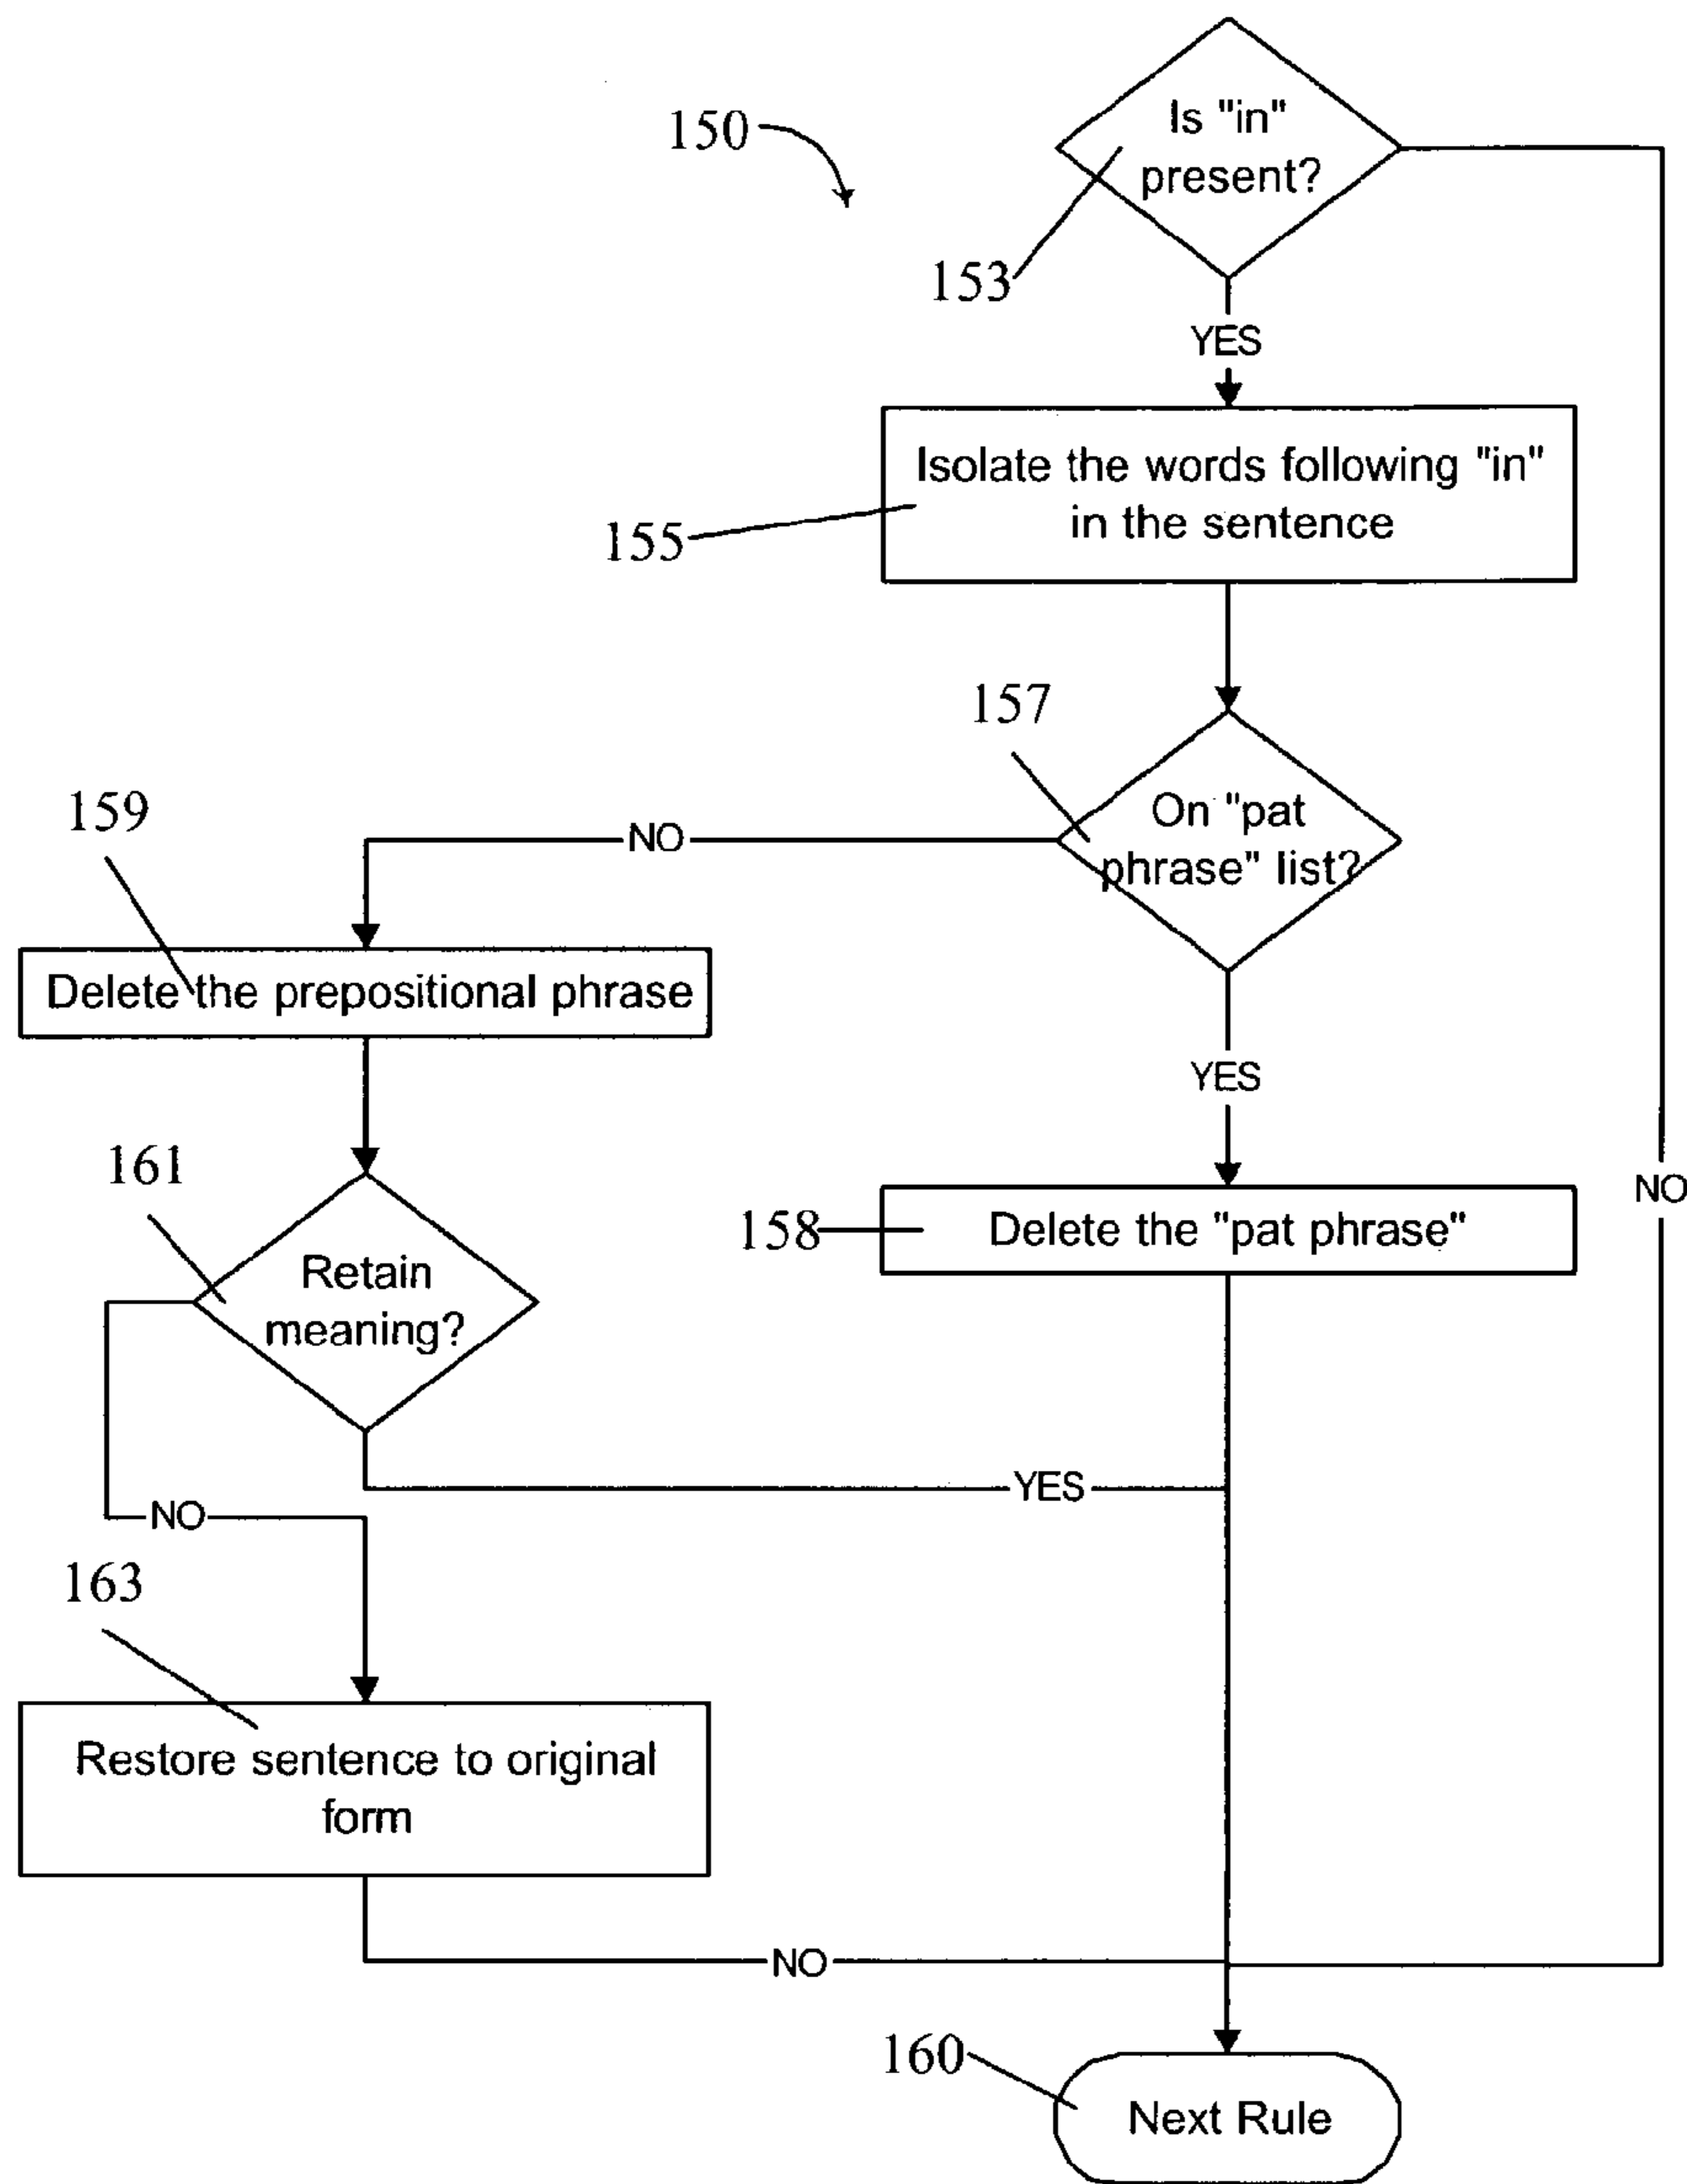 150
Is "in"
present?
153
YES
Isolate the words following "in"
in the sentence
155
157
On "pat
phrase" list?
NO
159
Delete the prepositional phrase
YES
161
NO
158
Delete the "pat phrase"
Retain
meaning?
YES
NO
163
Restore sentence to original
form
NO
160
Next Rule